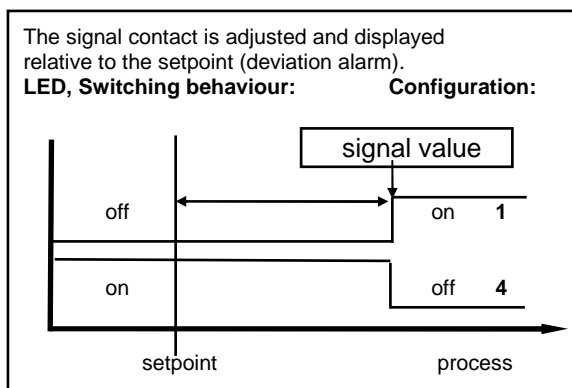 The signal contact is adjusted and displayed
relative to the setpoint (deviation alarm).
LED, Switching behaviour: Configuration:
signal value
off on 1
on off 4
setpoint process